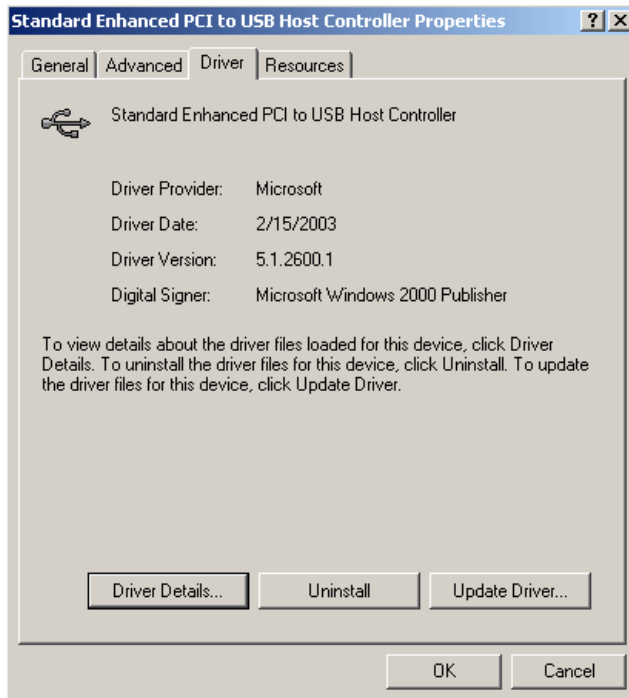 Standard Enhanced PCI to USB Host Controller Properties
General Advanced Driver Resources
Standard Enhanced PCI to USB Host Controller
Driver Provider: Microsoft
Driver Date: 2/15/2003
Driver Version: 5.1.2600.1
Digital Signer: Microsoft Windows 2000 Publisher
To view details about the driver files loaded for this device, click Driver
Details. To uninstall the driver files for this device, click Uninstall. To update
the driver files for this device, click Update Driver.
Driver Details... Uninstall Update Driver...
OK Cancel